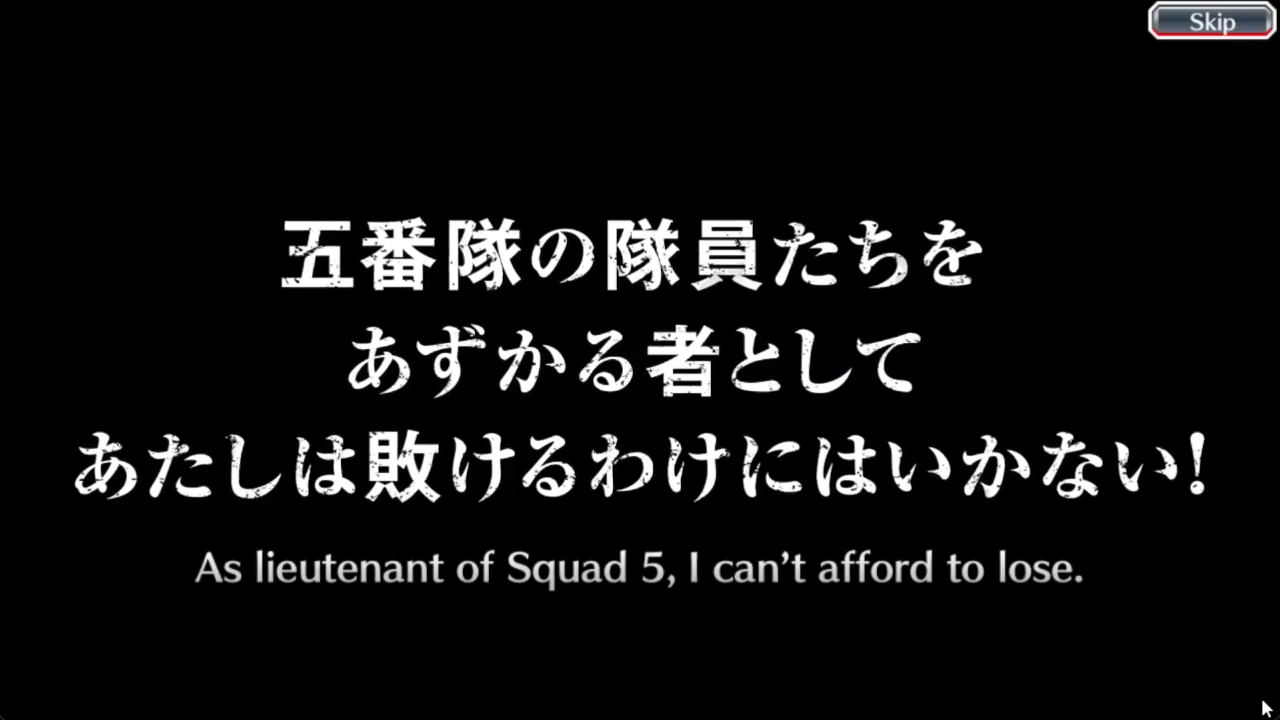 Skip
五番隊の隊員たちを
あずかる者として
あたしは敗けるわけにはいかない!
As lieutenant of Squad 5, I can’t afford to lose.